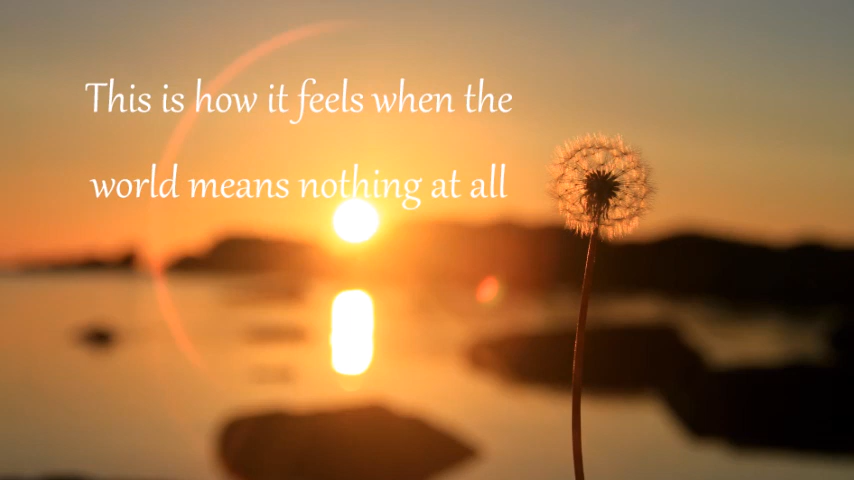 This is how it feels when the
world means nothing at all